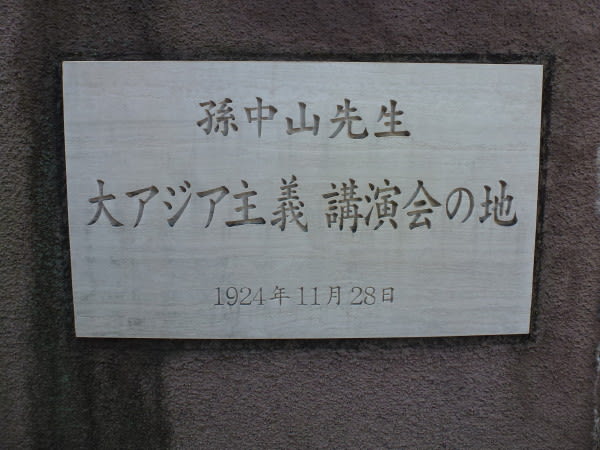 孫中山先生
大アジア主義 講演会の地
1924年11月28日